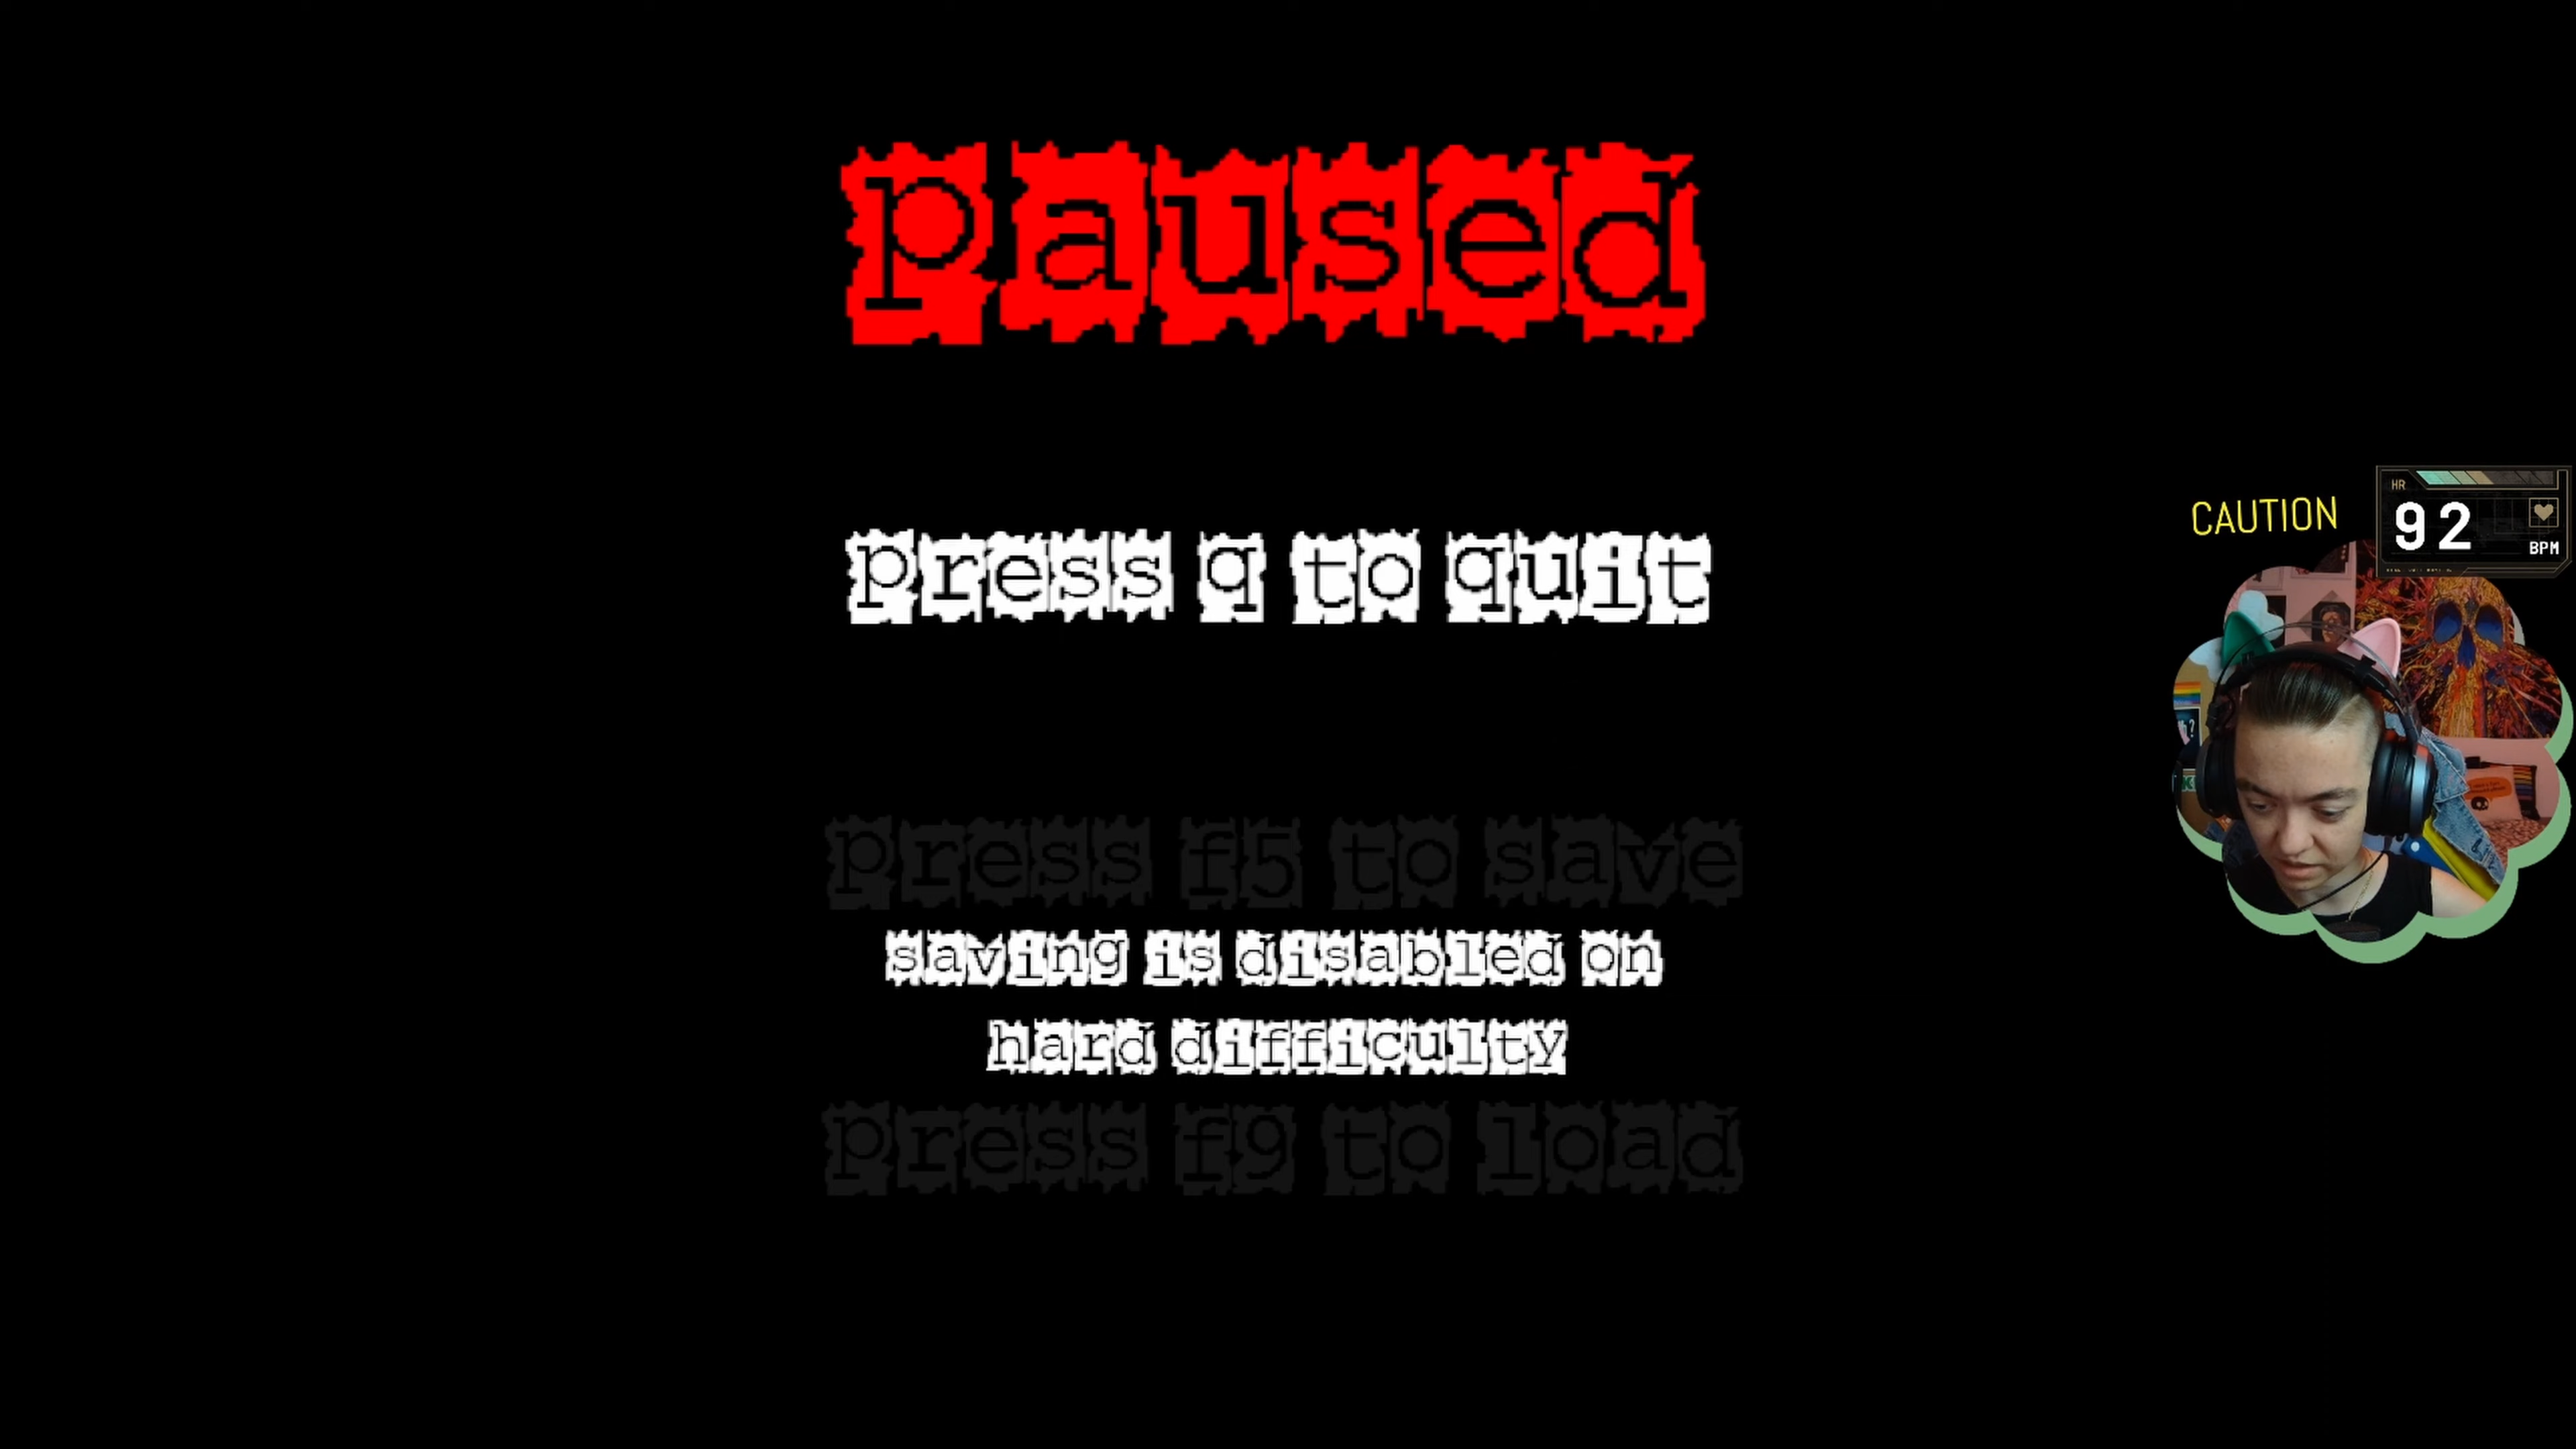 paused
press q to quit
CAUTION
HR
92
BPM
press f5 to save
saving is disabled on
hard difficulty
press f9 to load